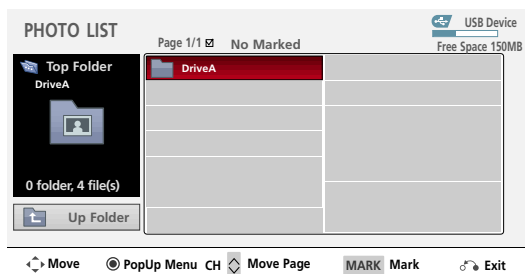 PHOTO LIST
Page 1/1 No Marked
USB Device
Free Space 150MB
Top Folder
DriveA
DriveA
0 folder, 4 file(s)
Up Folder
Move PopUp Menu CH Move Page MARK Mark Exit